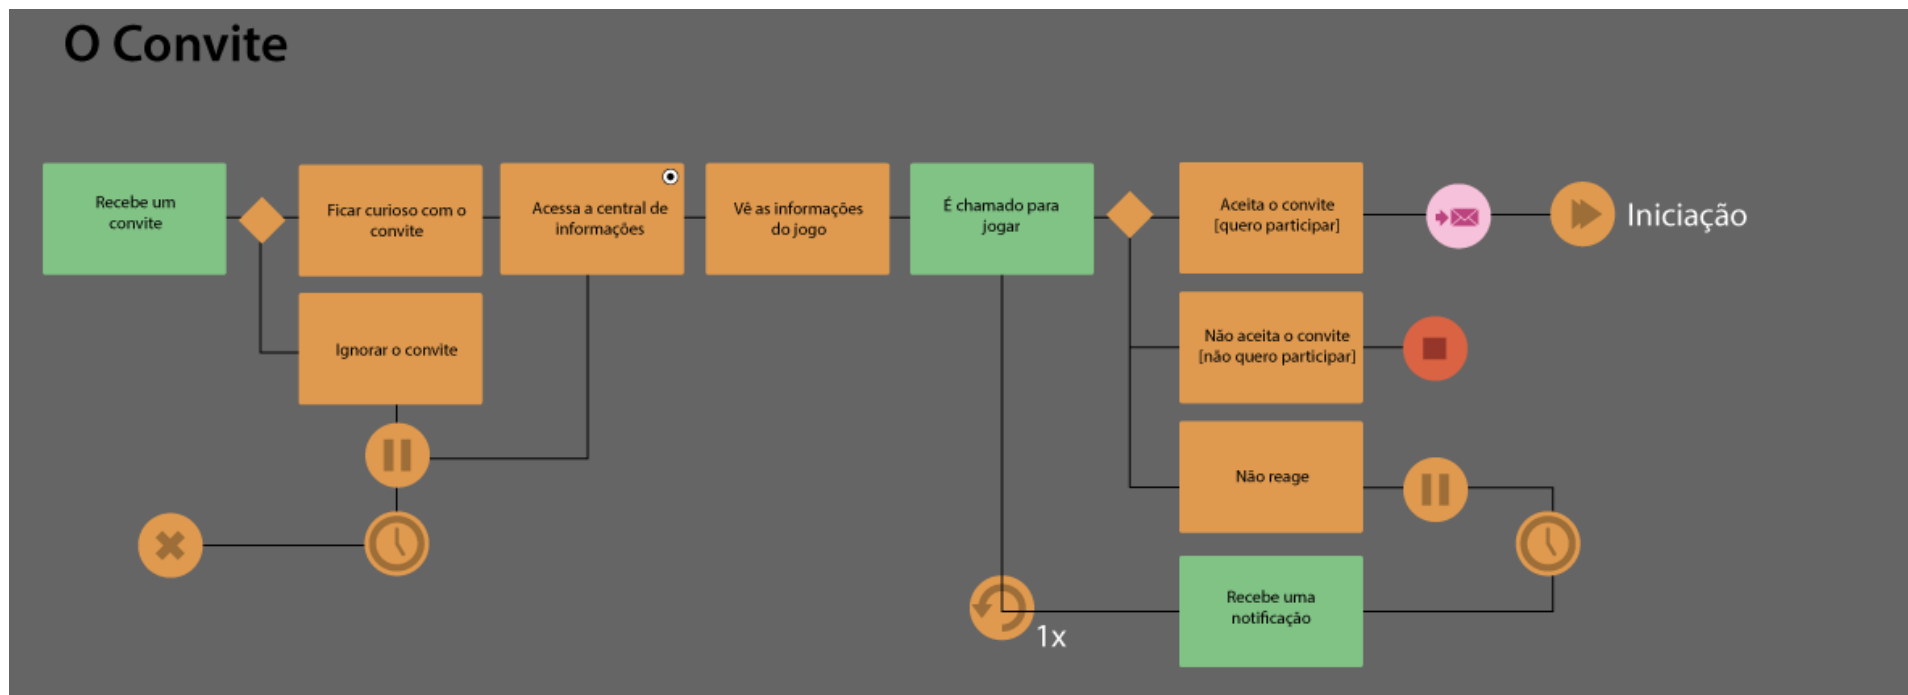 O Convite
Recebe um
convite
Ficar curioso com o
convite
Ignorar o convite
Acessa a central de
informações
Vê as informações
do jogo
É chamado para
jogar
Aceita o convite
[quero participar]
Iniciação
Não aceita o convite
[não quero participar]
Não reage
Recebe uma
notificação
1x